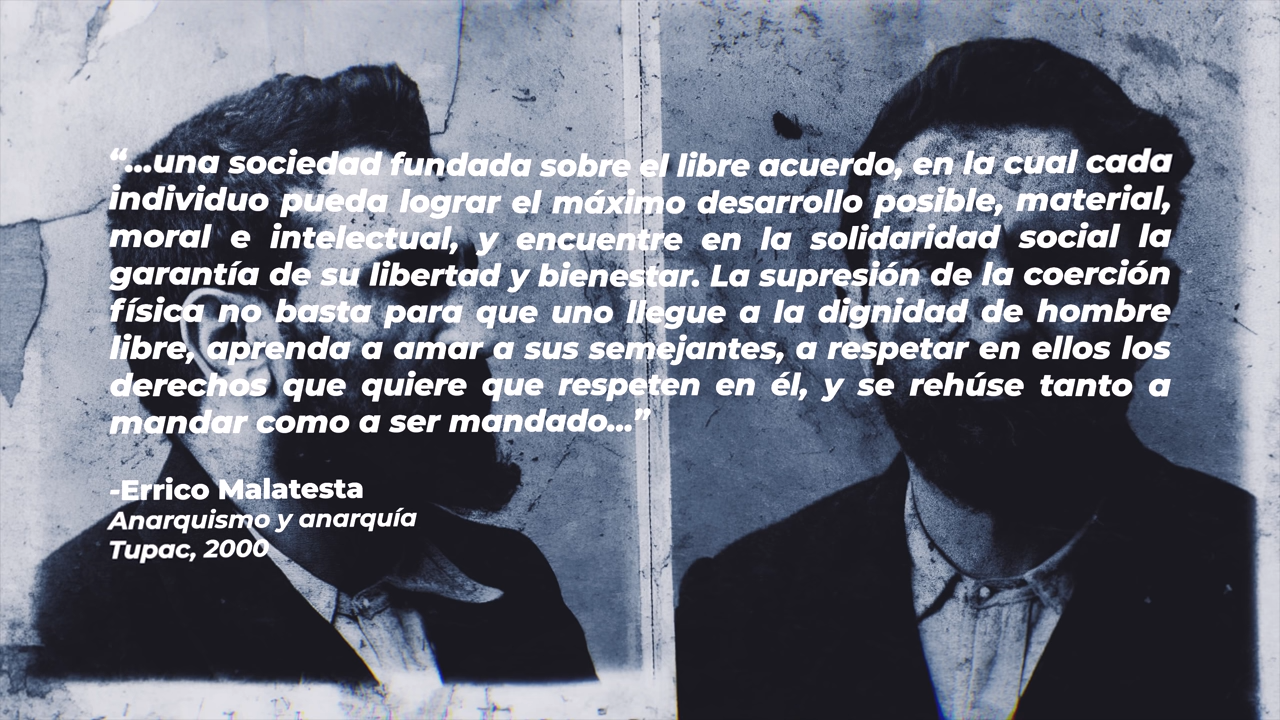 “...una sociedad fundada sobre el libre acuerdo, en la cual cada
individuo pueda lograr el máximo desarrollo posible, material,
moral e intelectual, y encuentre en la solidaridad social la
garantía de su libertad y bienestar. La supresión de la coerción
física no basta para que uno llegue a la dignidad de hombre
libre, aprenda a amar a sus semejantes, a respetar en ellos los
derechos que quiere que respeten en él, y se rehúse tanto a
mandar como a ser mandado...”
-Errico Malatesta
Anarquismo y anarquía
Tupac, 2000